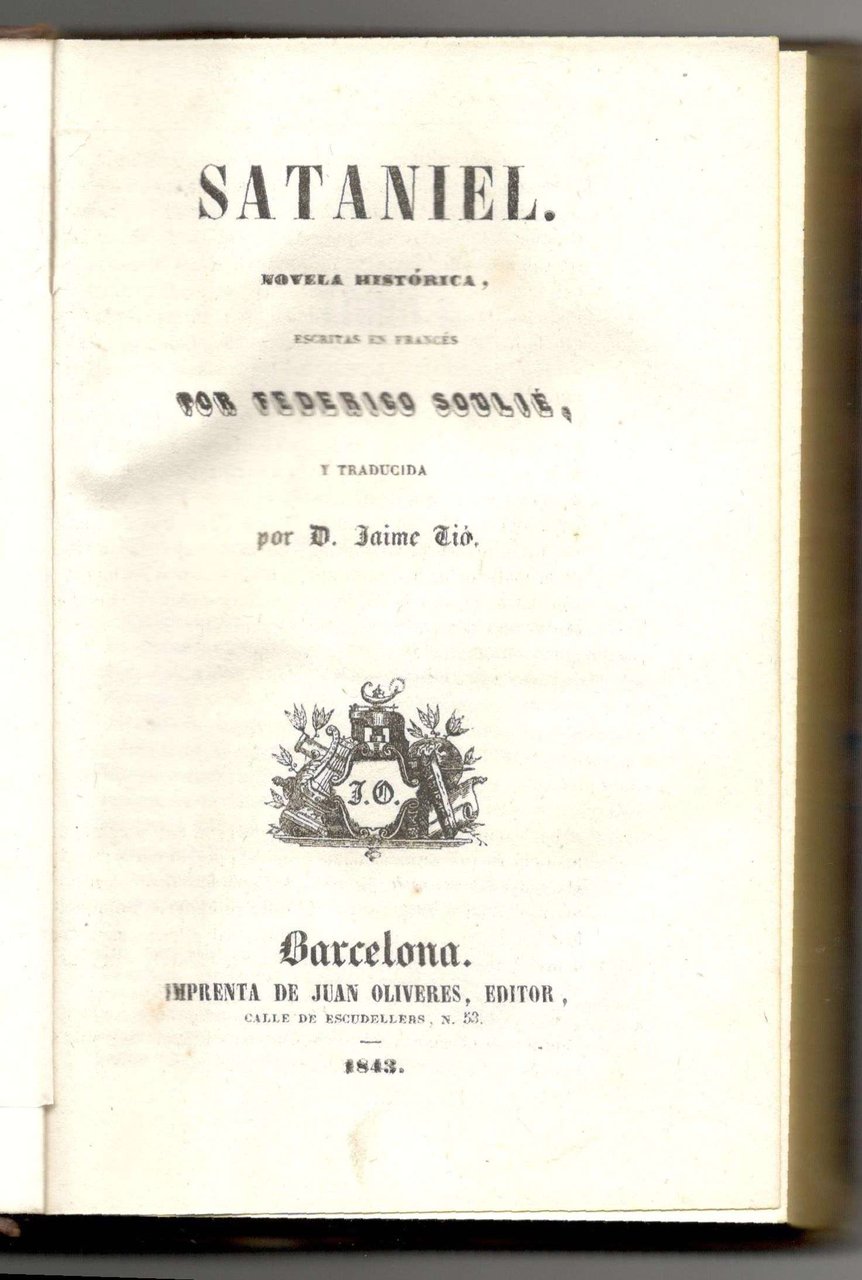 SATANIEL.
NOVELA HISTÓRICA,
ESCRITAS EN FRANCÉS
POR FEDERICO SOULIÉ,
Y TRADUCIDA
por D. Jaime Tió.
J.O.
Barcelona.
IMPRENTA DE JUAN OLIVERES, EDITOR,
CALLE DE ESCUDELLERS, N. 53.
1843.